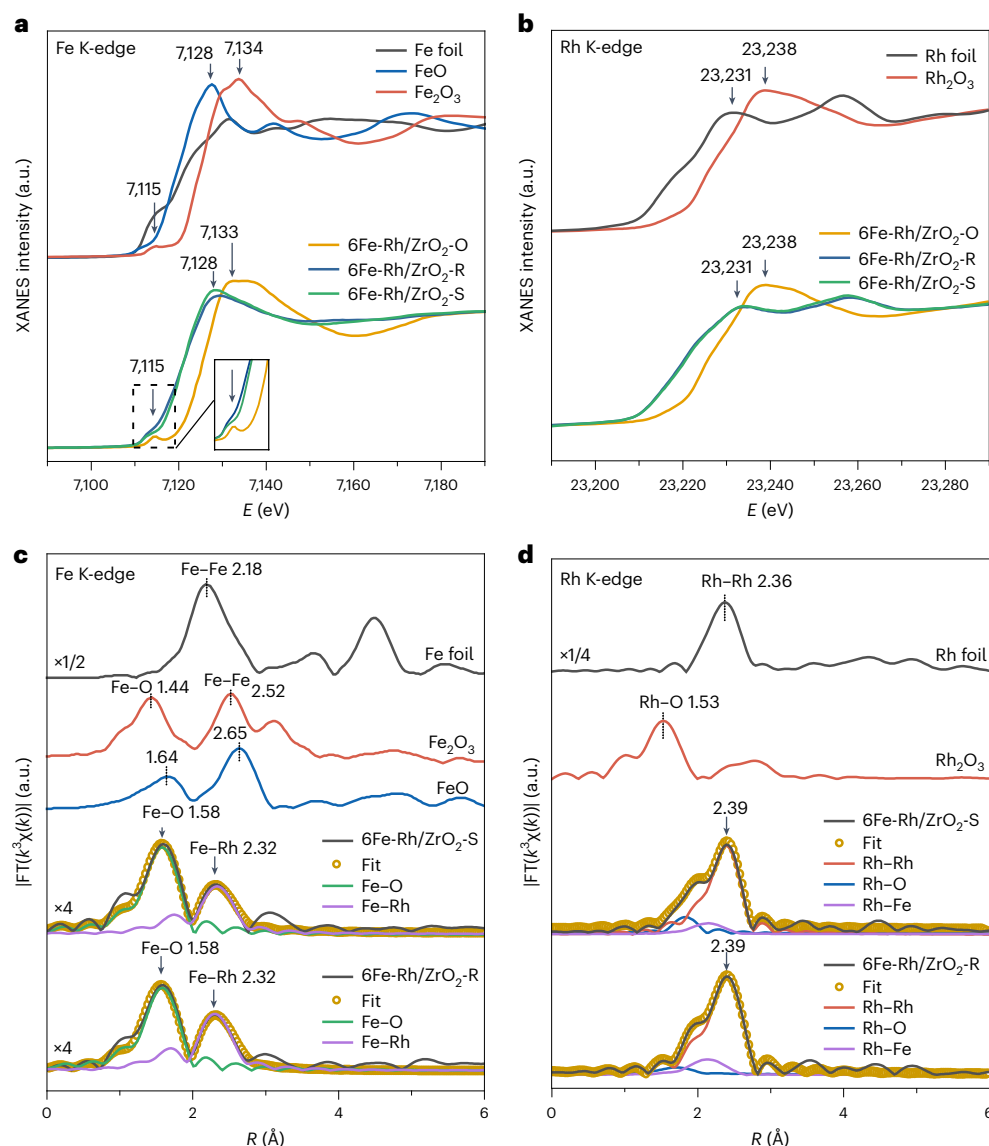 a
Fe K-edge
7,128
7,134
Fe foil
FeO
Fe₂O₃
7,115
7,133
7,128
6Fe-Rh/ZrO₂-O
6Fe-Rh/ZrO₂-R
6Fe-Rh/ZrO₂-S
7,115
XANES intensity (a.u.)
7,100
7,120
7,140
7,160
7,180
E (eV)
b
Rh K-edge
23,238
23,231
Rh foil
Rh₂O₃
23,238
23,231
6Fe-Rh/ZrO₂-O
6Fe-Rh/ZrO₂-R
6Fe-Rh/ZrO₂-S
XANES intensity (a.u.)
23,200
23,220
23,240
23,260
23,280
E (eV)
c
Fe K-edge
Fe–Fe 2.18
×1/2
Fe foil
Fe–O 1.44
Fe–Fe
2.52
Fe₂O₃
1.64
2.65
FeO
Fe–O 1.58
Fe–Rh 2.32
6Fe-Rh/ZrO₂-S
Fit
Fe–O
Fe–Rh
×4
Fe–O 1.58
Fe–Rh 2.32
6Fe-Rh/ZrO₂-R
Fit
Fe–O
Fe–Rh
×4
|FT(k³χ(k))| (a.u.)
0
2
4
6
R (Å)
d
Rh K-edge
Rh–Rh 2.36
×1/4
Rh foil
Rh–O 1.53
Rh₂O₃
2.39
6Fe-Rh/ZrO₂-S
Fit
Rh–Rh
Rh–O
Rh–Fe
2.39
6Fe-Rh/ZrO₂-R
Fit
Rh–Rh
Rh–O
Rh–Fe
|FT(k³χ(k))| (a.u.)
0
2
4
6
R (Å)